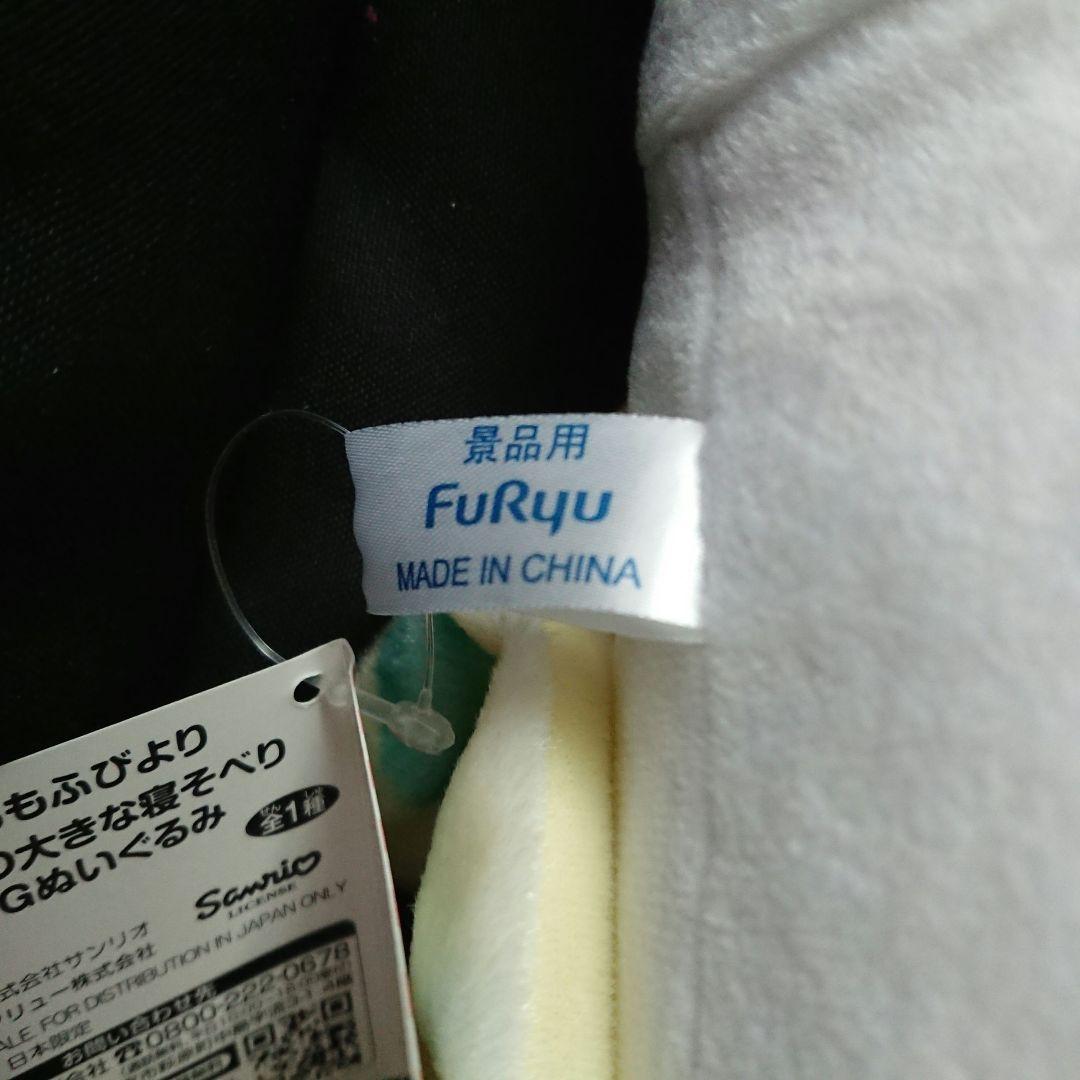 景品用
FuRyu
MADE IN CHINA
もふびより
大きな寝そべり
Gぬいぐるみ
全1種
Sanrio
LICENSE
式会社サンリオ
リュー株式会社
ALE FOR DISTRIBUTION IN JAPAN ONLY
日本限定
お問い合わせ先
会社 ☎0800-222-0678